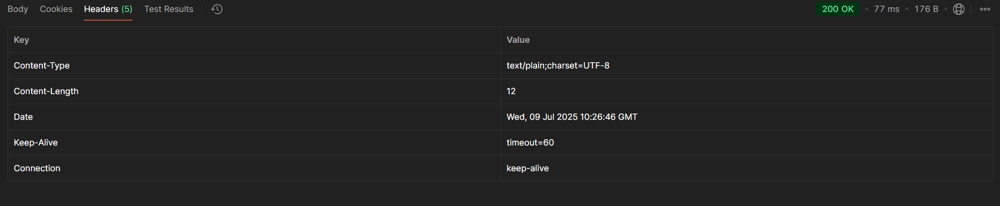 Body Cookies Headers (5) Test Results 200 OK • 77 ms • 176 B •
Key Value
Content-Type text/plain;charset=UTF-8
Content-Length 12
Date Wed, 09 Jul 2025 10:26:46 GMT
Keep-Alive timeout=60
Connection keep-alive